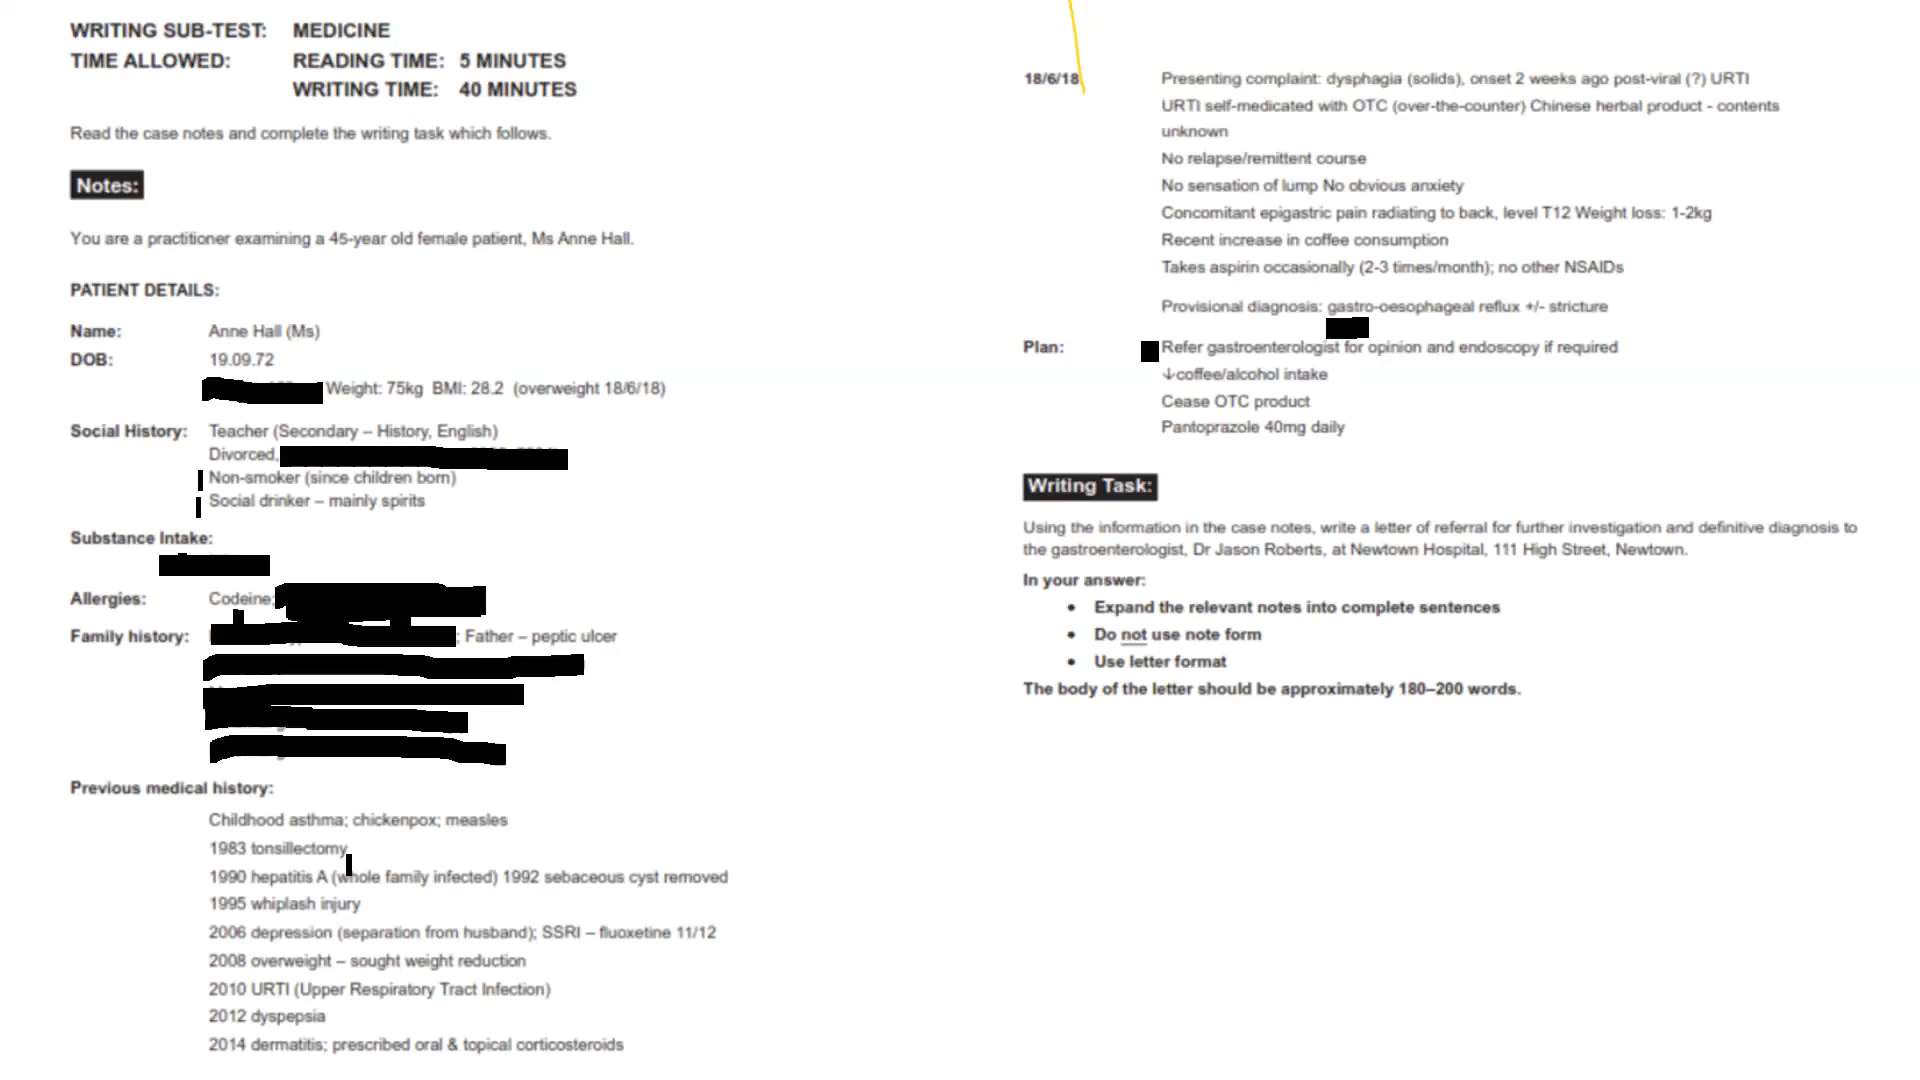 WRITING SUB-TEST: MEDICINE
TIME ALLOWED: READING TIME: 5 MINUTES
WRITING TIME: 40 MINUTES
Read the case notes and complete the writing task which follows.
Notes:
You are a practitioner examining a 45-year old female patient, Ms Anne Hall.
PATIENT DETAILS:
Name: Anne Hall (Ms)
DOB: 19.09.72
Weight: 75kg BMI: 28.2 (overweight 18/6/18)
Social History: Teacher (Secondary – History, English)
Divorced,
Non-smoker (since children born)
Social drinker – mainly spirits
Substance Intake:
Allergies: Codeine;
Family history: ; Father – peptic ulcer
Previous medical history:
Childhood asthma; chickenpox; measles
1983 tonsillectomy
1990 hepatitis A (whole family infected) 1992 sebaceous cyst removed
1995 whiplash injury
2006 depression (separation from husband); SSRI – fluoxetine 11/12
2008 overweight – sought weight reduction
2010 URTI (Upper Respiratory Tract Infection)
2012 dyspepsia
2014 dermatitis; prescribed oral & topical corticosteroids
18/6/18 Presenting complaint: dysphagia (solids), onset 2 weeks ago post-viral (?) URTI
URTI self-medicated with OTC (over-the-counter) Chinese herbal product - contents
unknown
No relapse/remittent course
No sensation of lump No obvious anxiety
Concomitant epigastric pain radiating to back, level T12 Weight loss: 1-2kg
Recent increase in coffee consumption
Takes aspirin occasionally (2-3 times/month); no other NSAIDs
Provisional diagnosis: gastro-oesophageal reflux +/- stricture
Plan: Refer gastroenterologist for opinion and endoscopy if required
↓coffee/alcohol intake
Cease OTC product
Pantoprazole 40mg daily
Writing Task:
Using the information in the case notes, write a letter of referral for further investigation and definitive diagnosis to
the gastroenterologist, Dr Jason Roberts, at Newtown Hospital, 111 High Street, Newtown.
In your answer:
• Expand the relevant notes into complete sentences
• Do not use note form
• Use letter format
The body of the letter should be approximately 180–200 words.